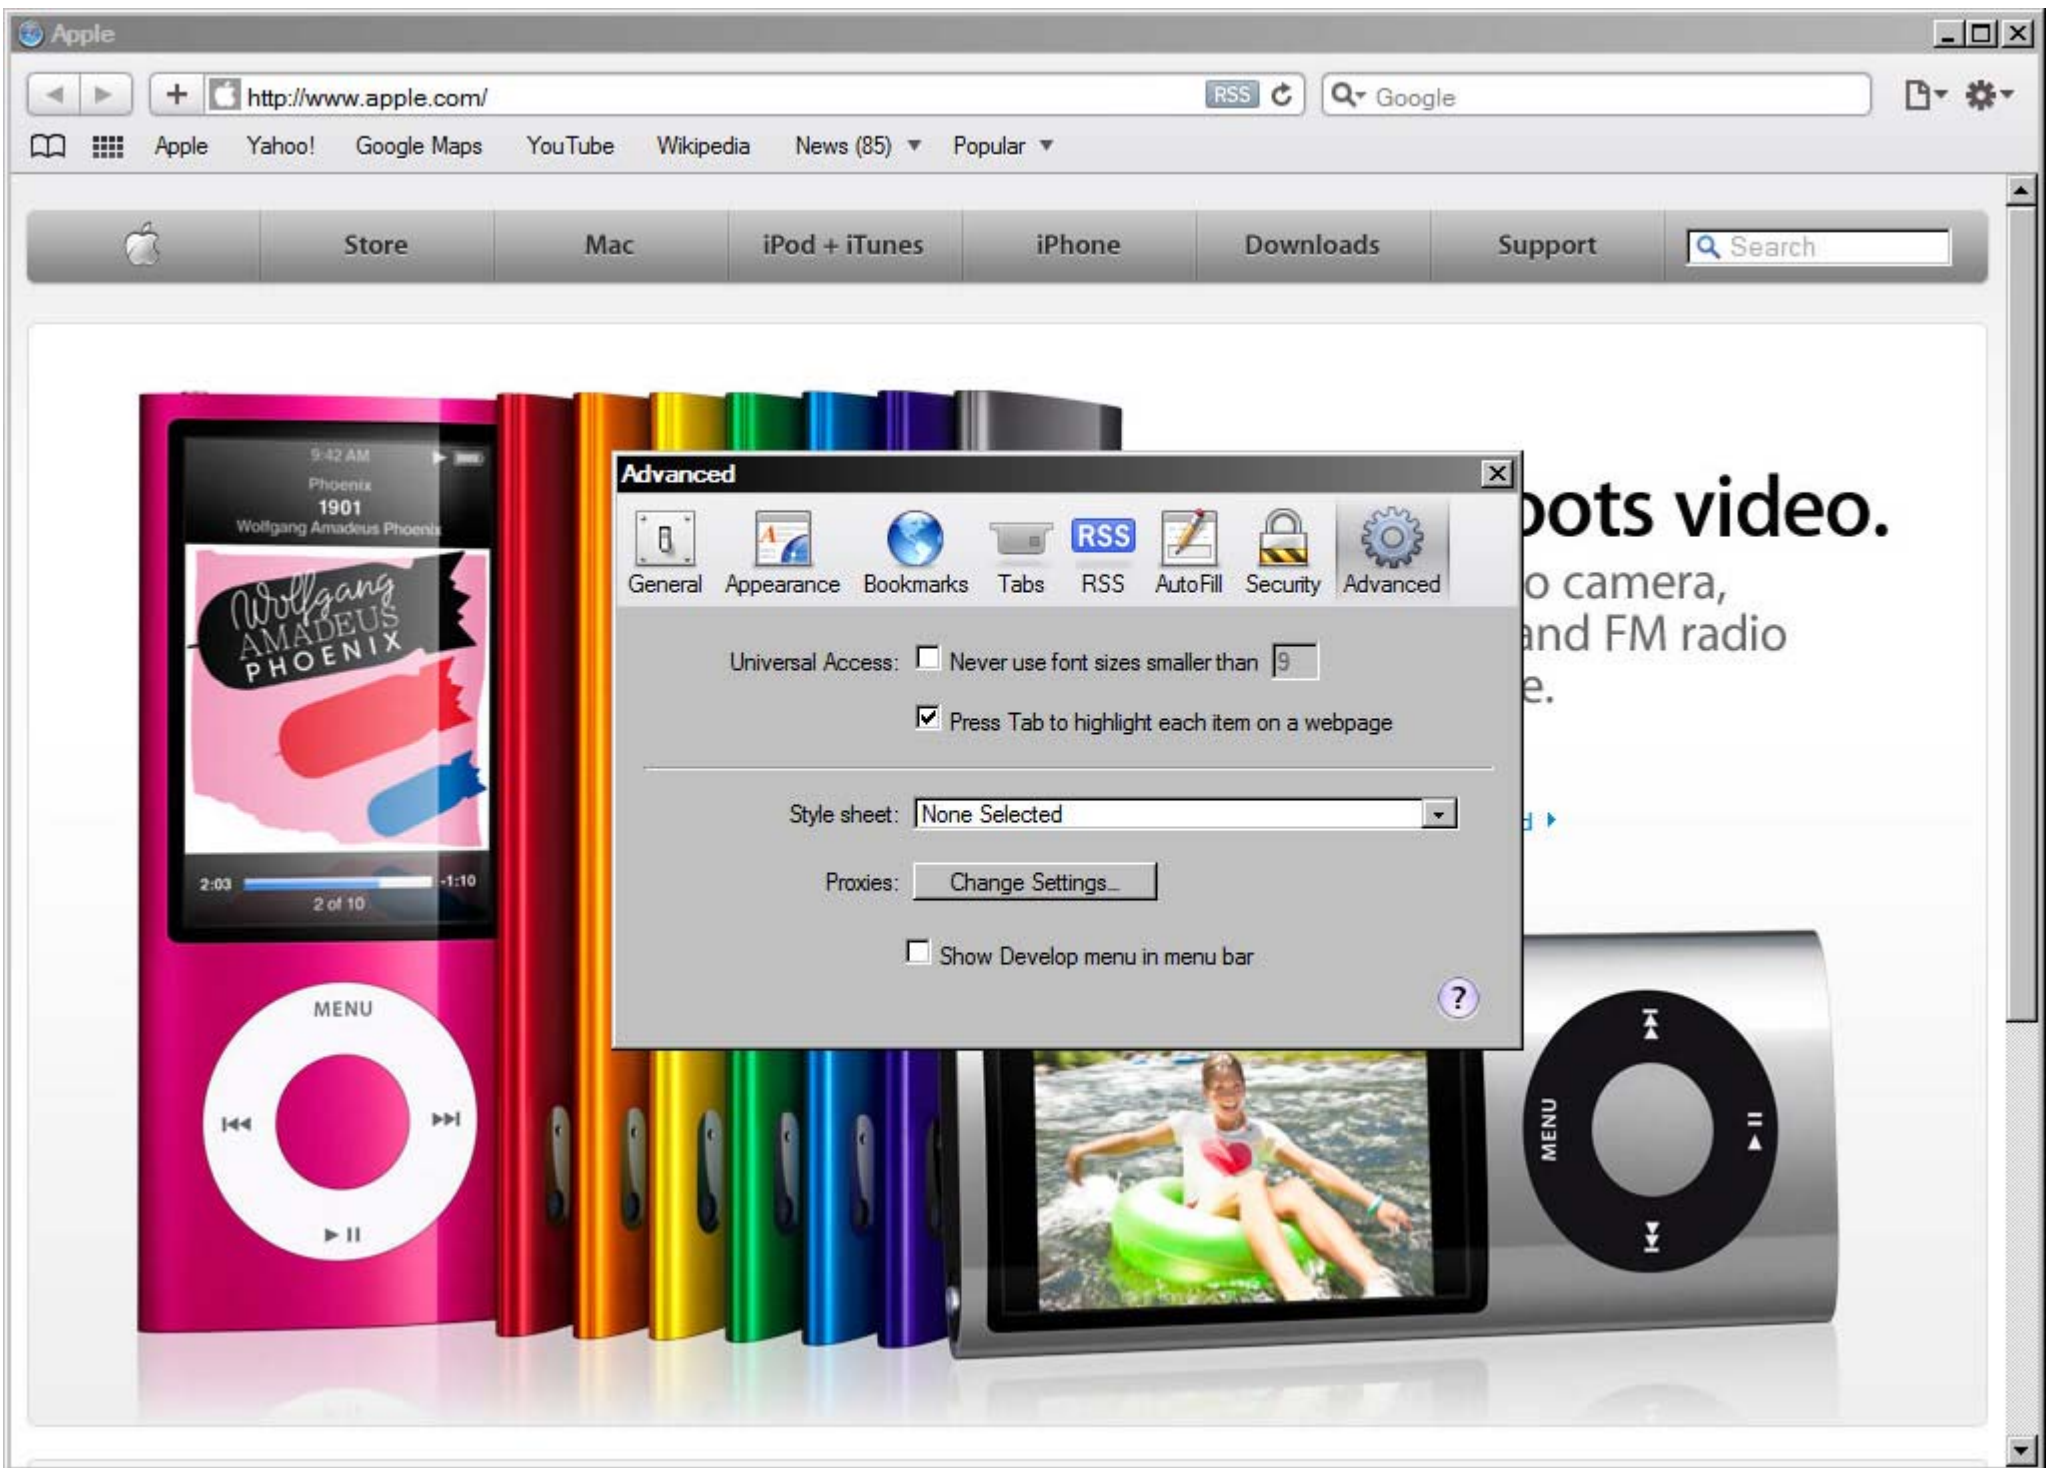 Apple
http://www.apple.com/
RSS
Google
Apple Yahoo! Google Maps YouTube Wikipedia News (85) Popular
Store Mac iPod + iTunes iPhone Downloads Support Search
9:42 AM
Phoenix
1901
Wolfgang Amadeus Phoenix
Wolfgang
AMADEUS
PHOENIX
2:03 -1:10
2 of 10
MENU
Advanced
RSS
General Appearance Bookmarks Tabs RSS AutoFill Security Advanced
Universal Access: Never use font sizes smaller than 9
Press Tab to highlight each item on a webpage
Style sheet: None Selected
Proxies: Change Settings...
Show Develop menu in menu bar
?
video.
camera,
and FM radio
MENU